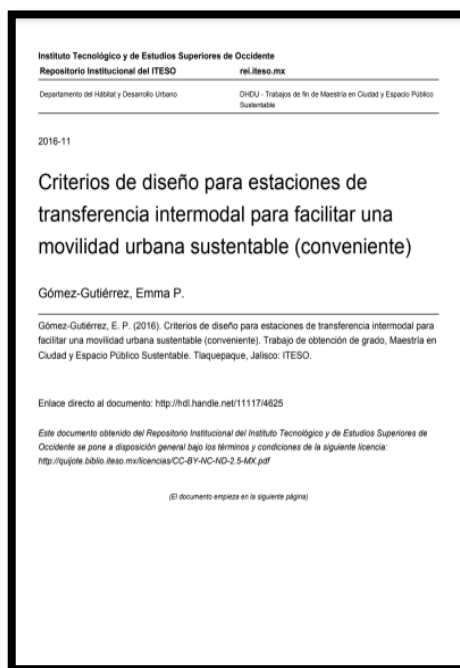 Instituto Tecnológico y de Estudios Superiores de Occidente
Repositorio Institucional del ITESO rei.iteso.mx
Departamento del Hábitat y Desarrollo Urbano DHDU - Trabajos de fin de Maestría en Ciudad y Espacio Público
Sustentable
2016-11
Criterios de diseño para estaciones de
transferencia intermodal para facilitar una
movilidad urbana sustentable (conveniente)
Gómez-Gutiérrez, Emma P.
Gómez-Gutiérrez, E. P. (2016). Criterios de diseño para estaciones de transferencia intermodal para
facilitar una movilidad urbana sustentable (conveniente). Trabajo de obtención de grado, Maestría en
Ciudad y Espacio Público Sustentable. Tlaquepaque, Jalisco: ITESO.
Enlace directo al documento: http://hdl.handle.net/11117/4625
Este documento obtenido del Repositorio Institucional del Instituto Tecnológico y de Estudios Superiores de
Occidente se pone a disposición general bajo los términos y condiciones de la siguiente licencia:
http://quijote.biblio.iteso.mx/licencias/CC-BY-NC-ND-2.5-MX.pdf
(El documento empieza en la siguiente página)